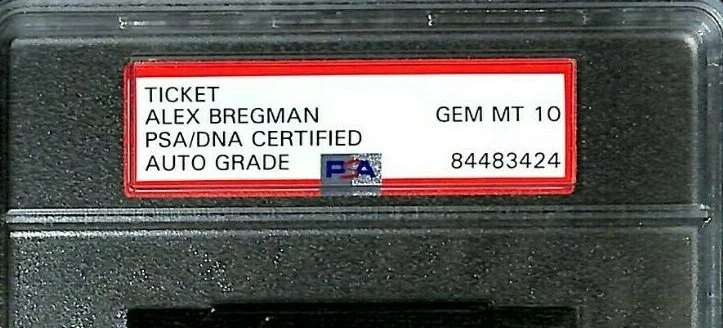 TICKET
ALEX BREGMAN GEM MT 10
PSA/DNA CERTIFIED
AUTO GRADE PSA 84483424